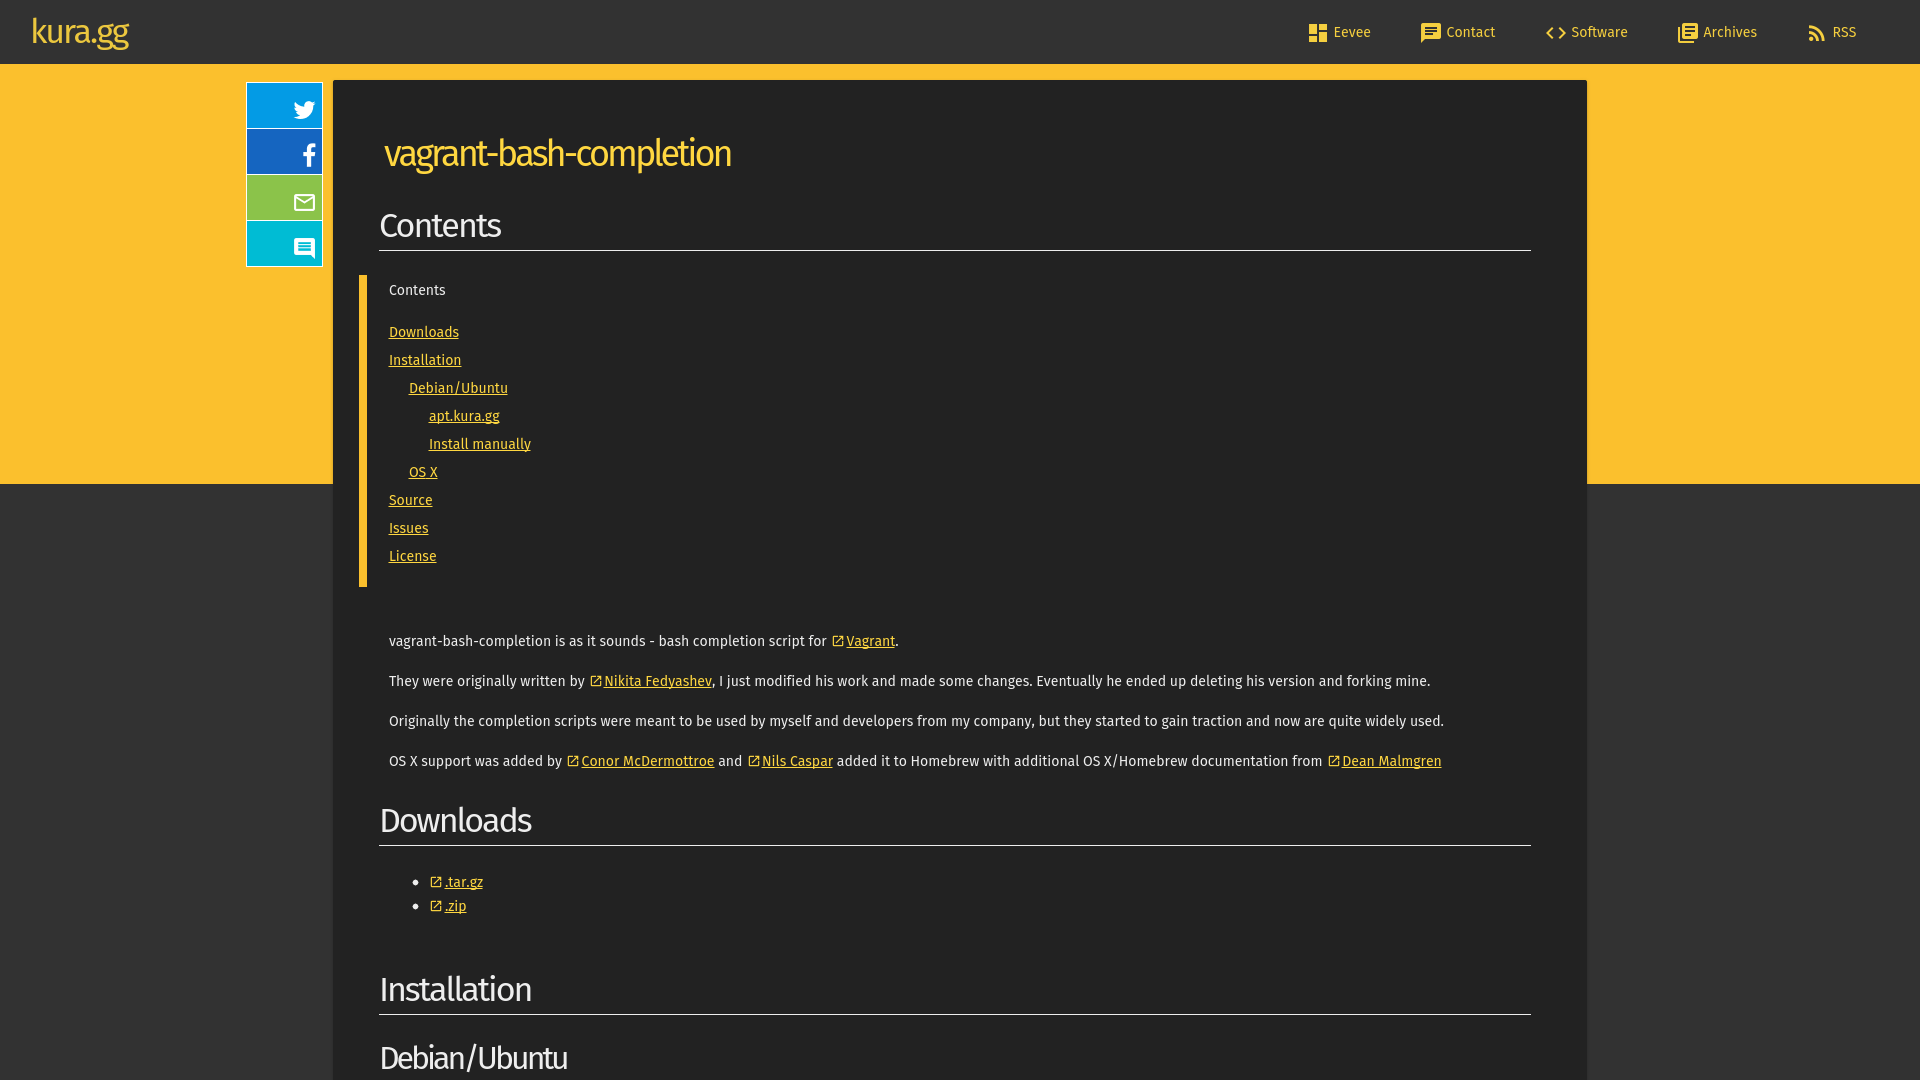 kura.gg
Eevee
Contact
Software
Archives
RSS
vagrant-bash-completion
Contents
Contents
Downloads
Installation
Debian/Ubuntu
apt.kura.gg
Install manually
OS X
Source
Issues
License
vagrant-bash-completion is as it sounds - bash completion script for Vagrant.
They were originally written by Nikita Fedyashev, I just modified his work and made some changes. Eventually he ended up deleting his version and forking mine.
Originally the completion scripts were meant to be used by myself and developers from my company, but they started to gain traction and now are quite widely used.
OS X support was added by Conor McDermottroe and Nils Caspar added it to Homebrew with additional OS X/Homebrew documentation from Dean Malmgren
Downloads
.tar.gz
.zip
Installation
Debian/Ubuntu